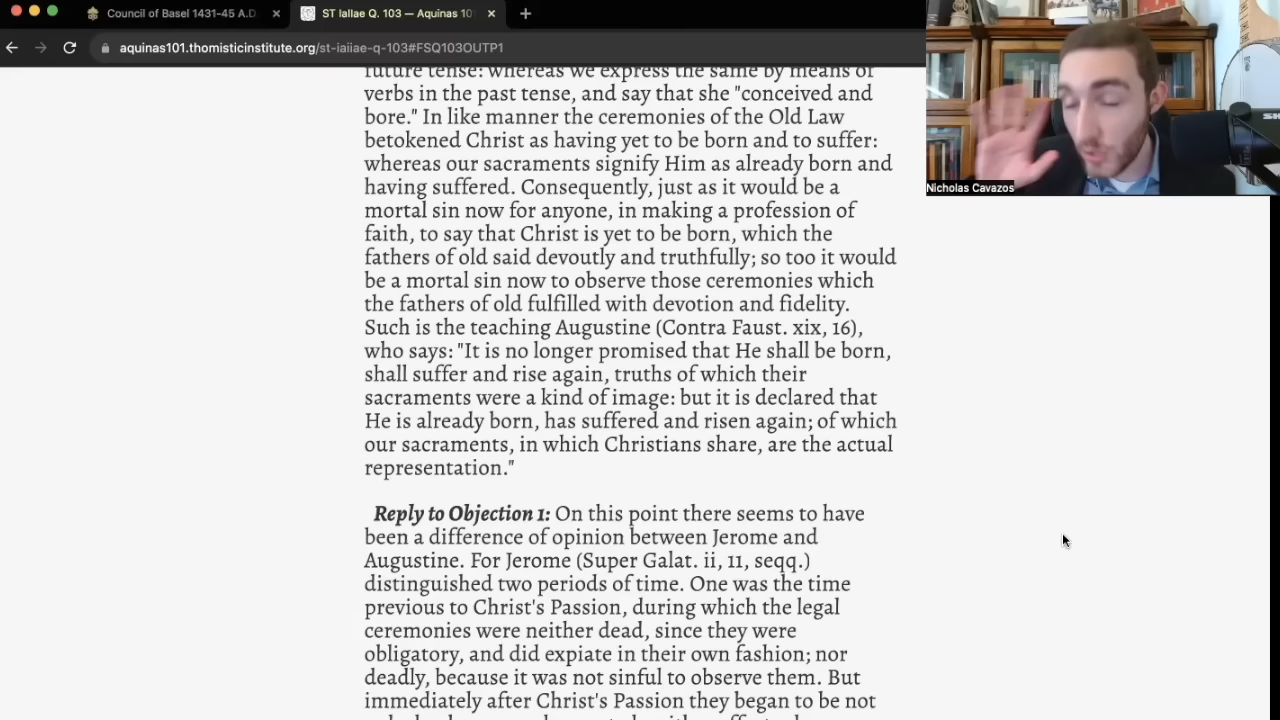 Council of Basel 1431-45 A.D
ST IaIIae Q. 103 — Aquinas 10
aquinas101.thomisticinstitute.org/st-iaiiae-q-103#FSQ103OUTP1
future tense: whereas we express the same by means of
verbs in the past tense, and say that she "conceived and
bore." In like manner the ceremonies of the Old Law
betokened Christ as having yet to be born and to suffer:
whereas our sacraments signify Him as already born and
having suffered. Consequently, just as it would be a
mortal sin now for anyone, in making a profession of
faith, to say that Christ is yet to be born, which the
fathers of old said devoutly and truthfully; so too it would
be a mortal sin now to observe those ceremonies which
the fathers of old fulfilled with devotion and fidelity.
Such is the teaching Augustine (Contra Faust. xix, 16),
who says: "It is no longer promised that He shall be born,
shall suffer and rise again, truths of which their
sacraments were a kind of image: but it is declared that
He is already born, has suffered and risen again; of which
our sacraments, in which Christians share, are the actual
representation."
Reply to Objection 1: On this point there seems to have
been a difference of opinion between Jerome and
Augustine. For Jerome (Super Galat. ii, 11, seqq.)
distinguished two periods of time. One was the time
previous to Christ's Passion, during which the legal
ceremonies were neither dead, since they were
obligatory, and did expiate in their own fashion; nor
deadly, because it was not sinful to observe them. But
immediately after Christ's Passion they began to be not
Nicholas Cavazos
SH